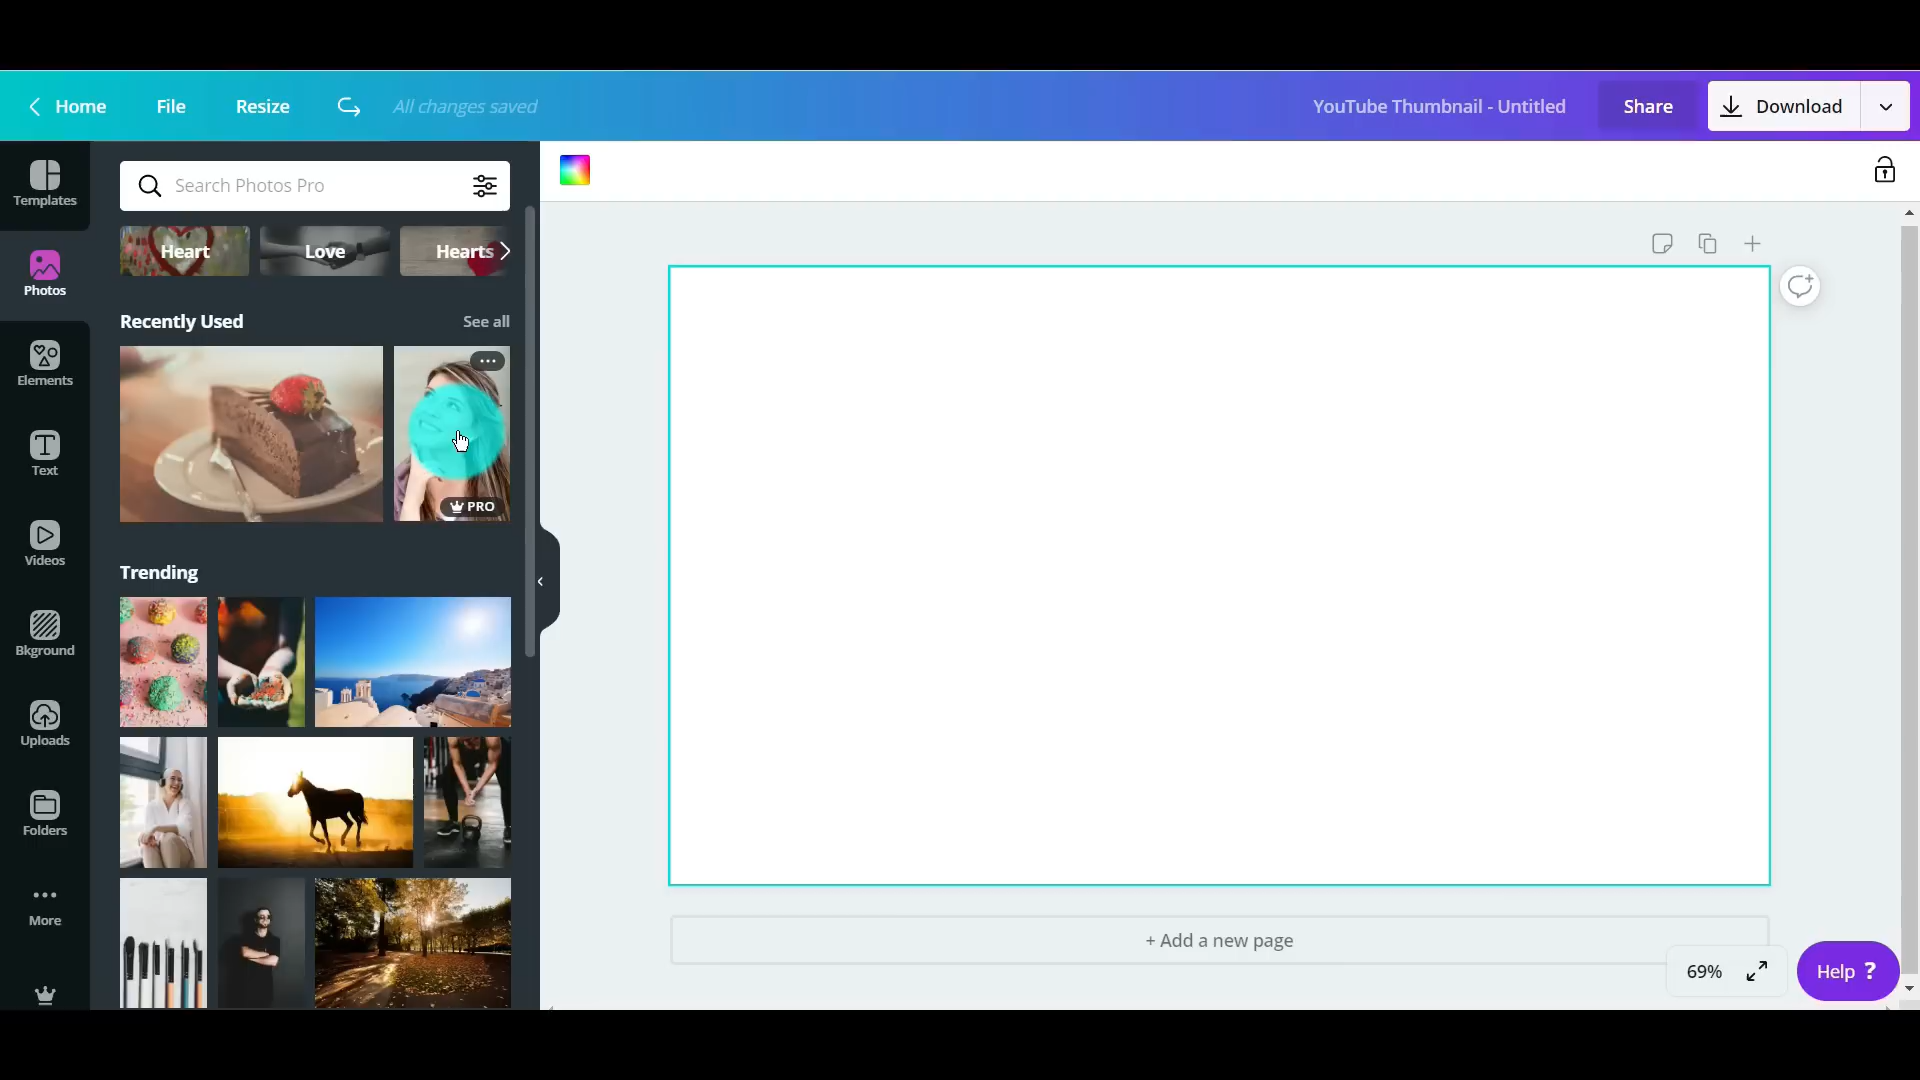 Home File Resize All changes saved YouTube Thumbnail - Untitled Share Download
Templates
Photos
Elements
Text
Videos
Bkground
Uploads
Folders
More
Search Photos Pro
Heart Love Hearts
Recently Used See all
PRO
Trending
+ Add a new page
69% Help ?